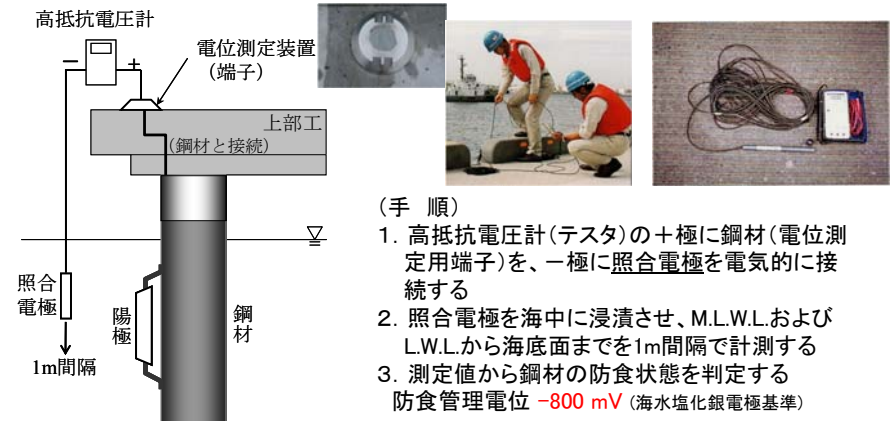 高抵抗電圧計
電位測定装置
（端子）
－
＋
上部工
(鋼材と接続)
照合
電極
陽極
鋼材
1m間隔
（手　順）
１．高抵抗電圧計（テスタ）の＋極に鋼材（電位測
定用端子）を、－極に照合電極を電気的に接
続する
２．照合電極を海中に浸漬させ、M.L.W.L.および
L.W.L.から海底面までを1m間隔で計測する
３．測定値から鋼材の防食状態を判定する
防食管理電位 -800 mV (海水塩化銀電極基準)